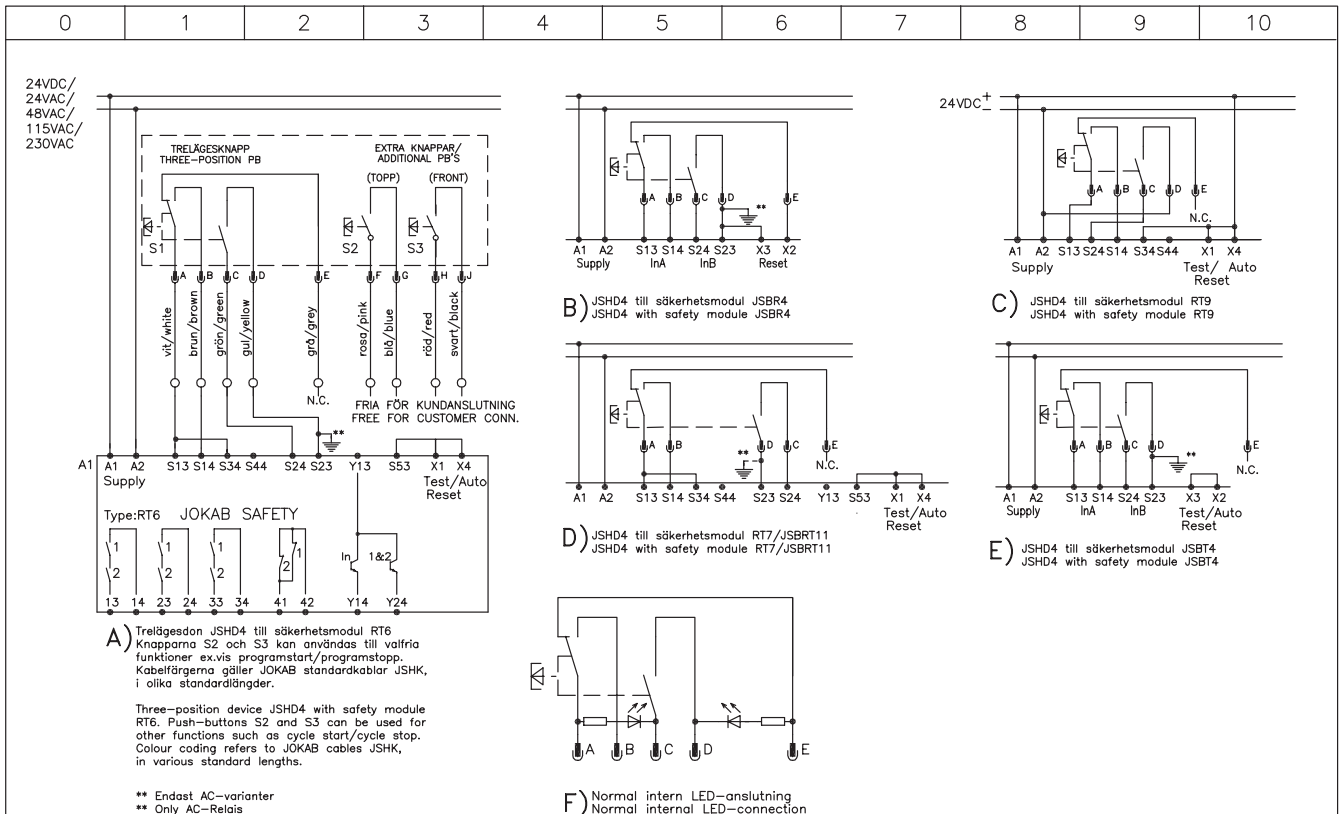 0 1 2 3 4 5 6 7 8 9 10
24VDC/
24VAC/
48VAC/
115VAC/
230VAC
TRELÄGESKNAPP
THREE-POSITION PB
EXTRA KNAPPAR/
ADDITIONAL PB'S
(TOPP) (FRONT)
S1 S2 S3
A B C D E F G H J
vit/white
brun/brown
grön/green
gul/yellow
grå/grey
rosa/pink
blå/blue
röd/red
svart/black
N.C.
FRIA FÖR KUNDANSLUTNING
FREE FOR CUSTOMER CONN.
**
A1 A1 A2 S13 S14 S34 S44 S24 S23 Y13 S53 X1 X4
Supply
Test/Auto
Reset
Type:RT6 JOKAB SAFETY
1 1 1 1
2 2 2 2
In 1&2
13 14 23 24 33 34 41 42 Y14 Y24
A) Trelägesdon JSHD4 till säkerhetsmodul RT6
Knapparna S2 och S3 kan användas till valfria
funktioner ex.vis programstart/programstopp.
Kabelfärgerna gäller JOKAB standardkablar JSHK,
i olika standardlängder.
Three-position device JSHD4 with safety module
RT6. Push-buttons S2 and S3 can be used for
other functions such as cycle start/cycle stop.
Colour coding refers to JOKAB cables JSHK,
in various standard lengths.
** Endast AC-varianter
** Only AC-Relais
A B C D E
**
A1 A2 S13 S14 S24 S23 X3 X2
Supply InA InB Reset
B) JSHD4 till säkerhetsmodul JSBR4
JSHD4 with safety module JSBR4
24VDC + −
A B C D E
N.C.
A1 A2 S13 S24 S14 S34 S44 X1 X4
Supply
Test/ Auto
Reset
C) JSHD4 till säkerhetsmodul RT9
JSHD4 with safety module RT9
A B D C E
**
N.C.
A1 A2 S13 S14 S34 S44 S23 S24 Y13 S53 X1 X4
Test/Auto
Reset
D) JSHD4 till säkerhetsmodul RT7/JSBRT11
JSHD4 with safety module RT7/JSBRT11
A B C D E
**
N.C.
A1 A2 S13 S14 S24 S23 X3 X2
Supply InA InB Test/Auto
Reset
E) JSHD4 till säkerhetsmodul JSBT4
JSHD4 with safety module JSBT4
A B C D E
F) Normal intern LED-anslutning
Normal internal LED-connection